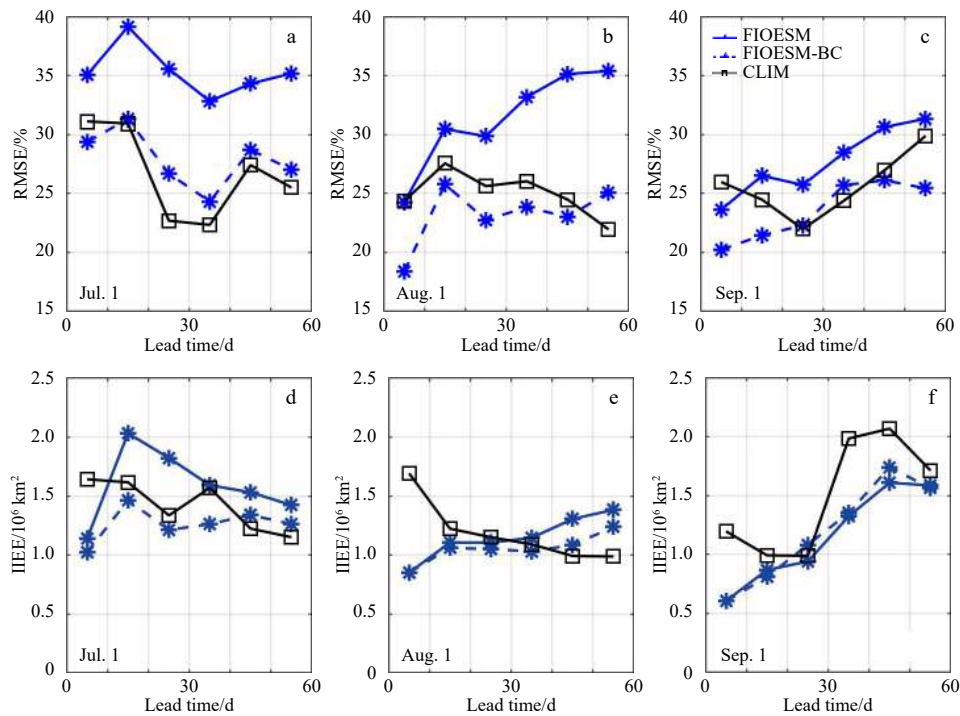 40
35
30
25
20
15
RMSE/%
a
Jul. 1
0 30 60
Lead time/d
40
35
30
25
20
15
RMSE/%
b
Aug. 1
0 30 60
Lead time/d
40
35
30
25
20
15
RMSE/%
FIOESM
FIOESM-BC
CLIM
c
Sep. 1
0 30 60
Lead time/d
2.5
2.0
1.5
1.0
0.5
0
IIEE/10⁶ km²
d
Jul. 1
0 30 60
Lead time/d
2.5
2.0
1.5
1.0
0.5
0
IIEE/10⁶ km²
e
Aug. 1
0 30 60
Lead time/d
2.5
2.0
1.5
1.0
0.5
0
IIEE/10⁶ km²
f
Sep. 1
0 30 60
Lead time/d